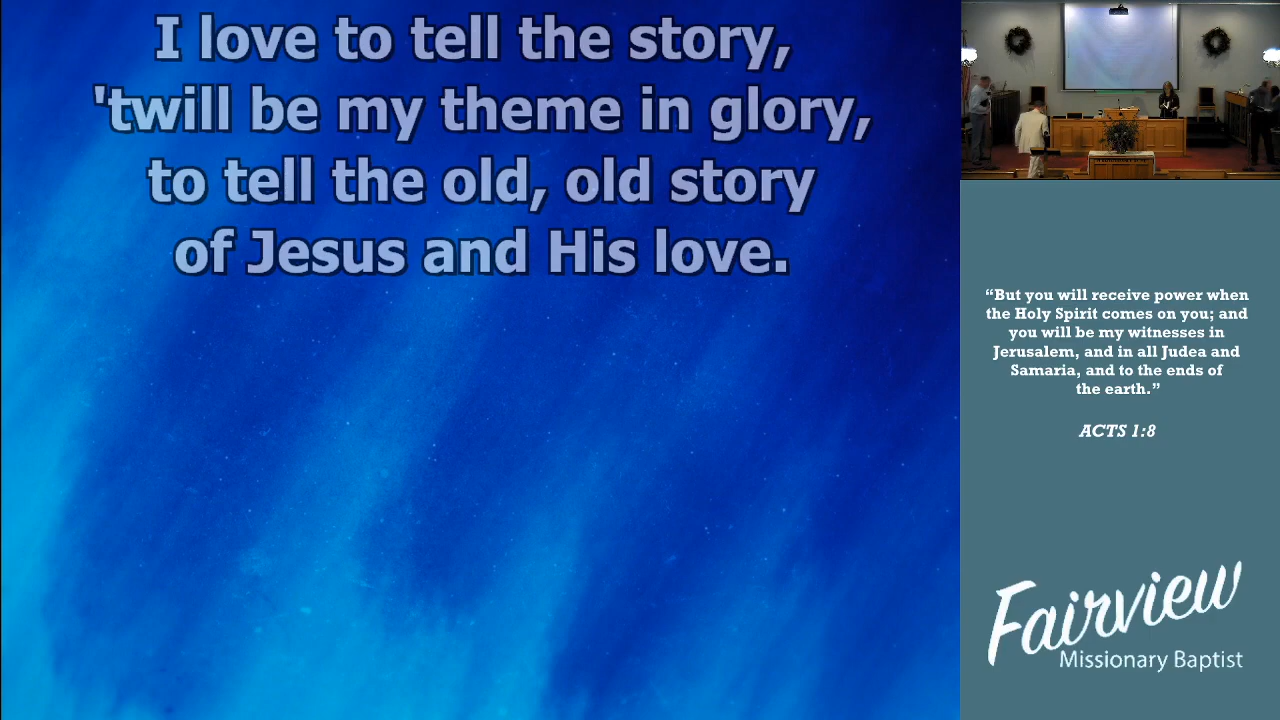 I love to tell the story,
'twill be my theme in glory,
to tell the old, old story
of Jesus and His love.
“But you will receive power when
the Holy Spirit comes on you; and
you will be my witnesses in
Jerusalem, and in all Judea and
Samaria, and to the ends of
the earth.”
ACTS 1:8
Fairview
Missionary Baptist